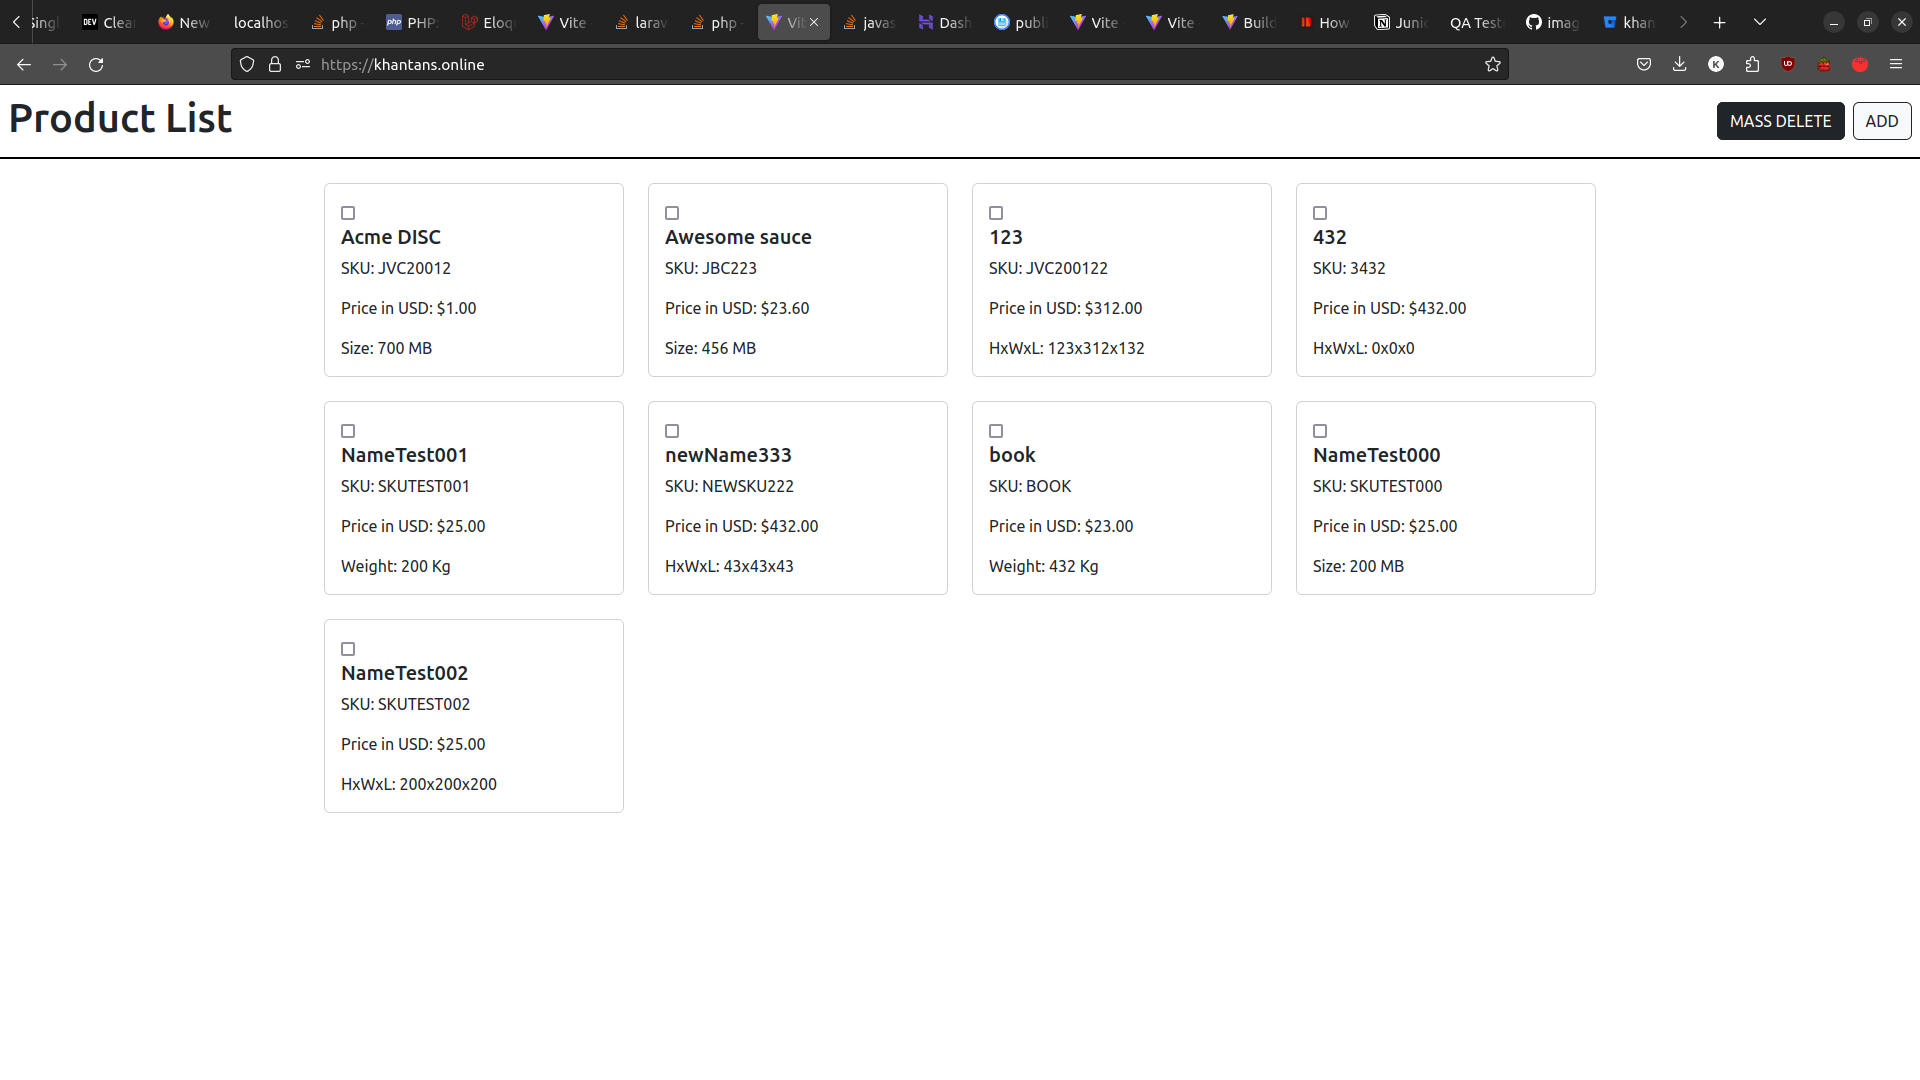 Singl DEV Clea New localhos php php PHP: Eloq Vite larav php Vit javas Dash publi Vite Vite Build How Junio QA Test imag khan
https://khantans.online
Product List
MASS DELETE ADD
Acme DISC
SKU: JVC20012
Price in USD: $1.00
Size: 700 MB
Awesome sauce
SKU: JBC223
Price in USD: $23.60
Size: 456 MB
123
SKU: JVC200122
Price in USD: $312.00
HxWxL: 123x312x132
432
SKU: 3432
Price in USD: $432.00
HxWxL: 0x0x0
NameTest001
SKU: SKUTEST001
Price in USD: $25.00
Weight: 200 Kg
newName333
SKU: NEWSKU222
Price in USD: $432.00
HxWxL: 43x43x43
book
SKU: BOOK
Price in USD: $23.00
Weight: 432 Kg
NameTest000
SKU: SKUTEST000
Price in USD: $25.00
Size: 200 MB
NameTest002
SKU: SKUTEST002
Price in USD: $25.00
HxWxL: 200x200x200